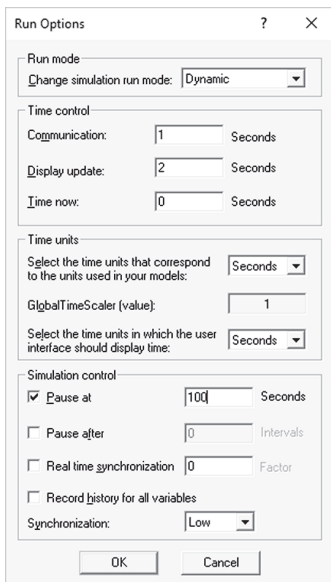 Run Options ? ×
Run mode
Change simulation run mode: Dynamic
Time control
Communication: 1 Seconds
Display update: 2 Seconds
Time now: 0 Seconds
Time units
Select the time units that correspond
to the units used in your models: Seconds
GlobalTimeScaler (value): 1
Select the time units in which the user
interface should display time: Seconds
Simulation control
Pause at 100 Seconds
Pause after 0 Intervals
Real time synchronization 0 Factor
Record history for all variables
Synchronization: Low
OK Cancel